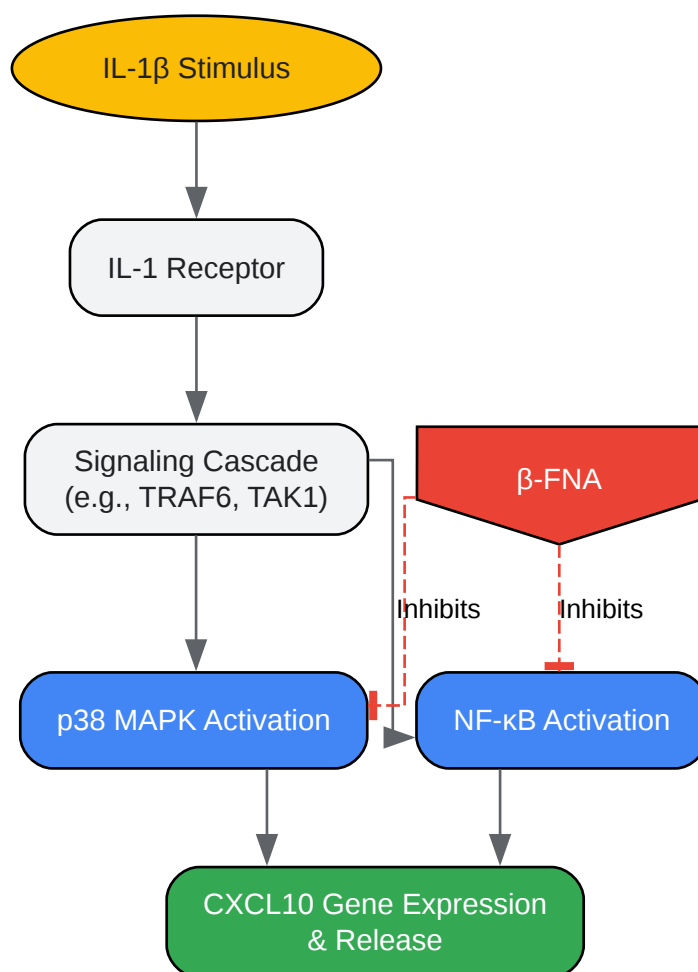 IL-1β Stimulus
IL-1 Receptor
Signaling Cascade
(e.g., TRAF6, TAK1)
β-FNA
Inhibits
Inhibits
p38 MAPK Activation
NF-κB Activation
CXCL10 Gene Expression
& Release